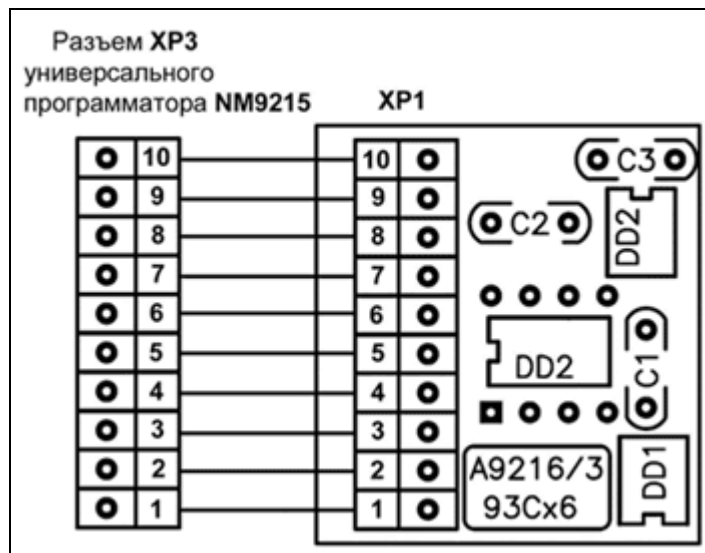 Разъем XP3
универсального
программатора NM9215
XP1
10 10
9 9
8 8
7 7
6 6
5 5
4 4
3 3
2 2
1 1
C3
C2
DD2
DD2
C1
A9216/3
93Cx6
DD1